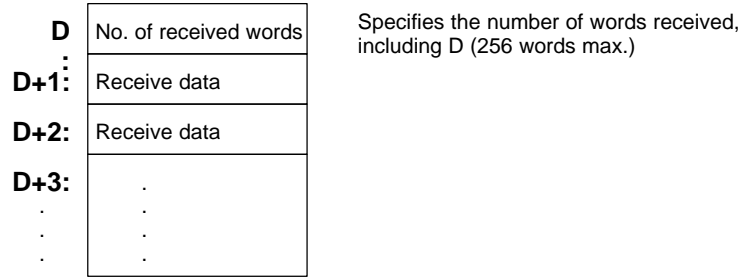 D No. of received words
Specifies the number of words received,
including D (256 words max.)
:
D+1: Receive data
D+2: Receive data
D+3: .
. .
. .
. .